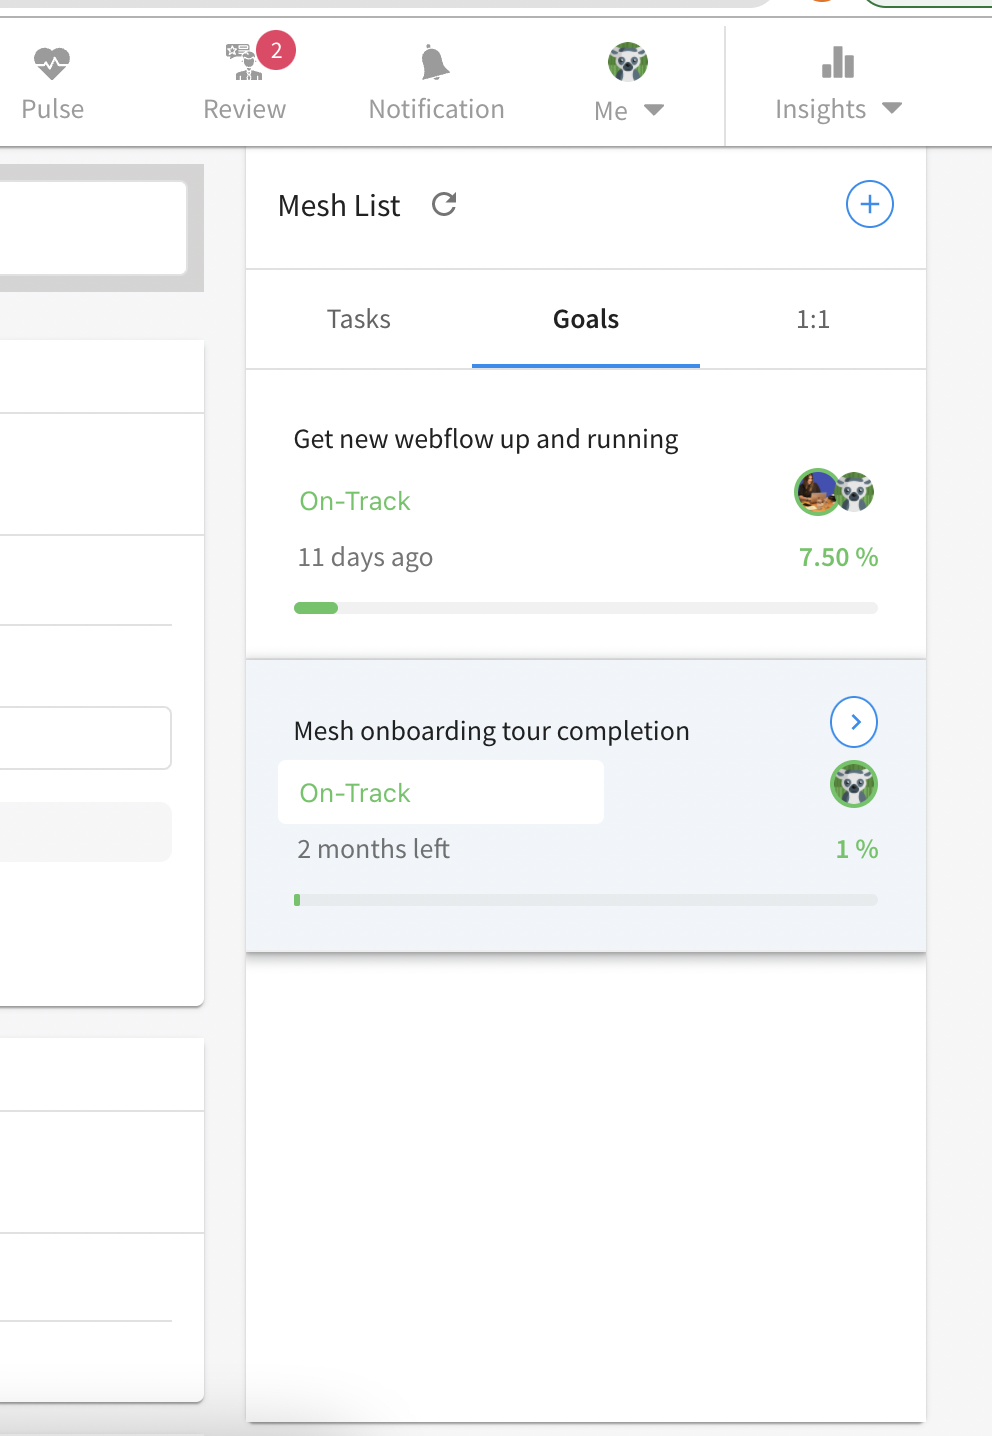 Pulse
Review
2
Notification
Me
Insights
Mesh List
Tasks
Goals
1:1
Get new webflow up and running
On-Track
11 days ago
7.50 %
Mesh onboarding tour completion
On-Track
2 months left
1 %